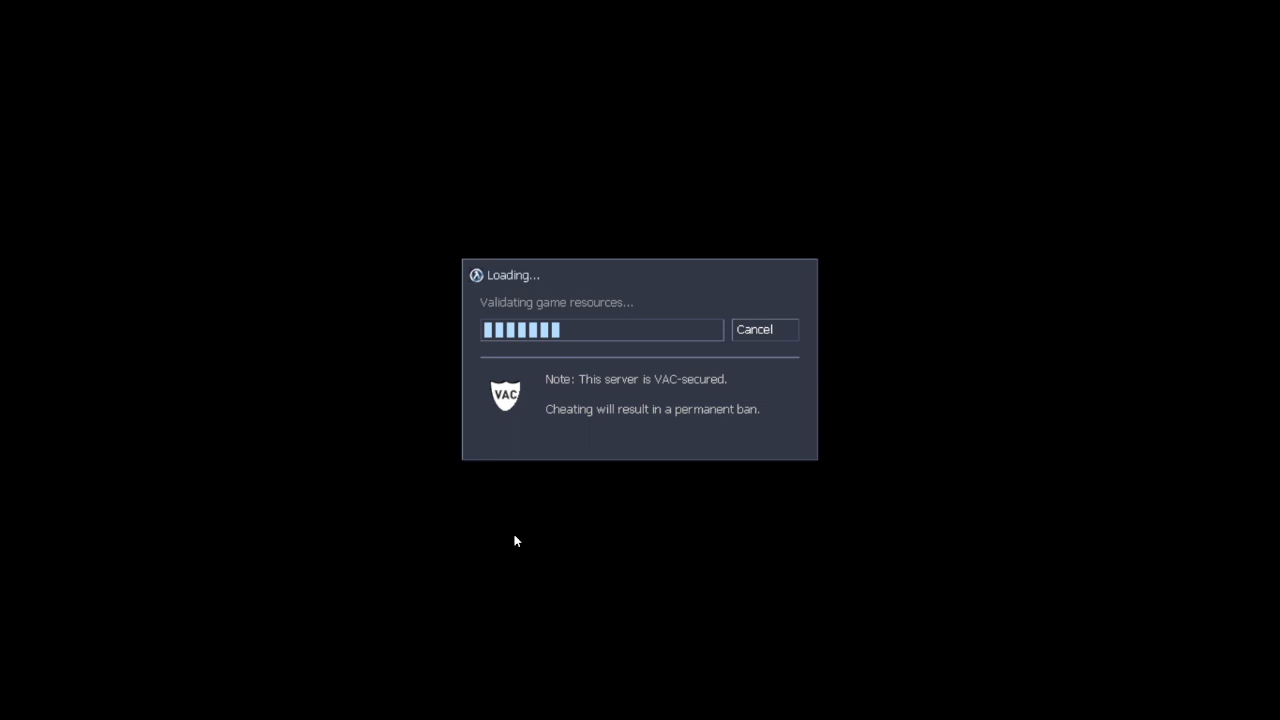 Loading...
Validating game resources...
Cancel
VAC
Note: This server is VAC-secured.
Cheating will result in a permanent ban.